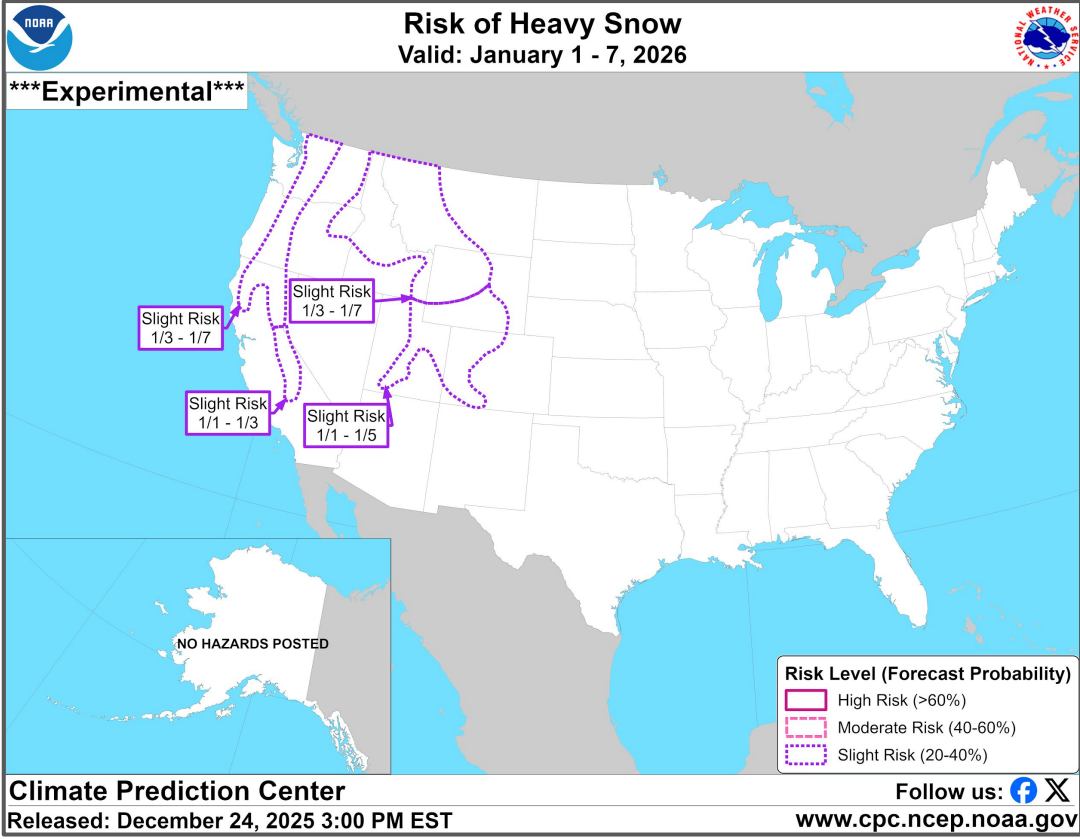 NOAA
Risk of Heavy Snow
Valid: January 1 - 7, 2026
NATIONAL WEATHER SERVICE
***Experimental***
Slight Risk
1/3 - 1/7
Slight Risk
1/3 - 1/7
Slight Risk
1/1 - 1/3
Slight Risk
1/1 - 1/5
NO HAZARDS POSTED
Risk Level (Forecast Probability)
High Risk (>60%)
Moderate Risk (40-60%)
Slight Risk (20-40%)
Climate Prediction Center
Follow us:
Released: December 24, 2025 3:00 PM EST
www.cpc.ncep.noaa.gov